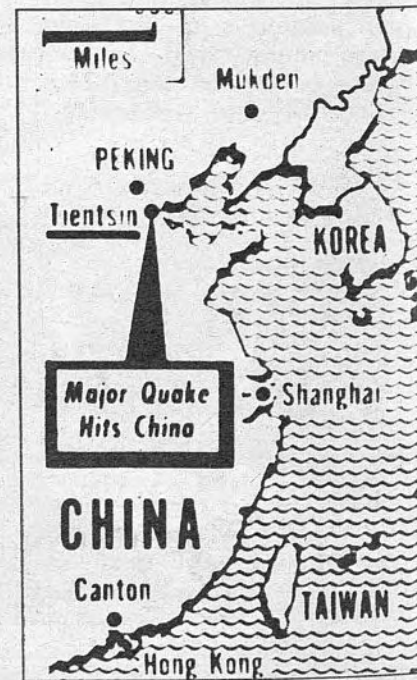 Miles
Mukden
PEKING
Tientsin
KOREA
Major Quake
Hits China
Shanghai
CHINA
Canton
TAIWAN
Hong Kong